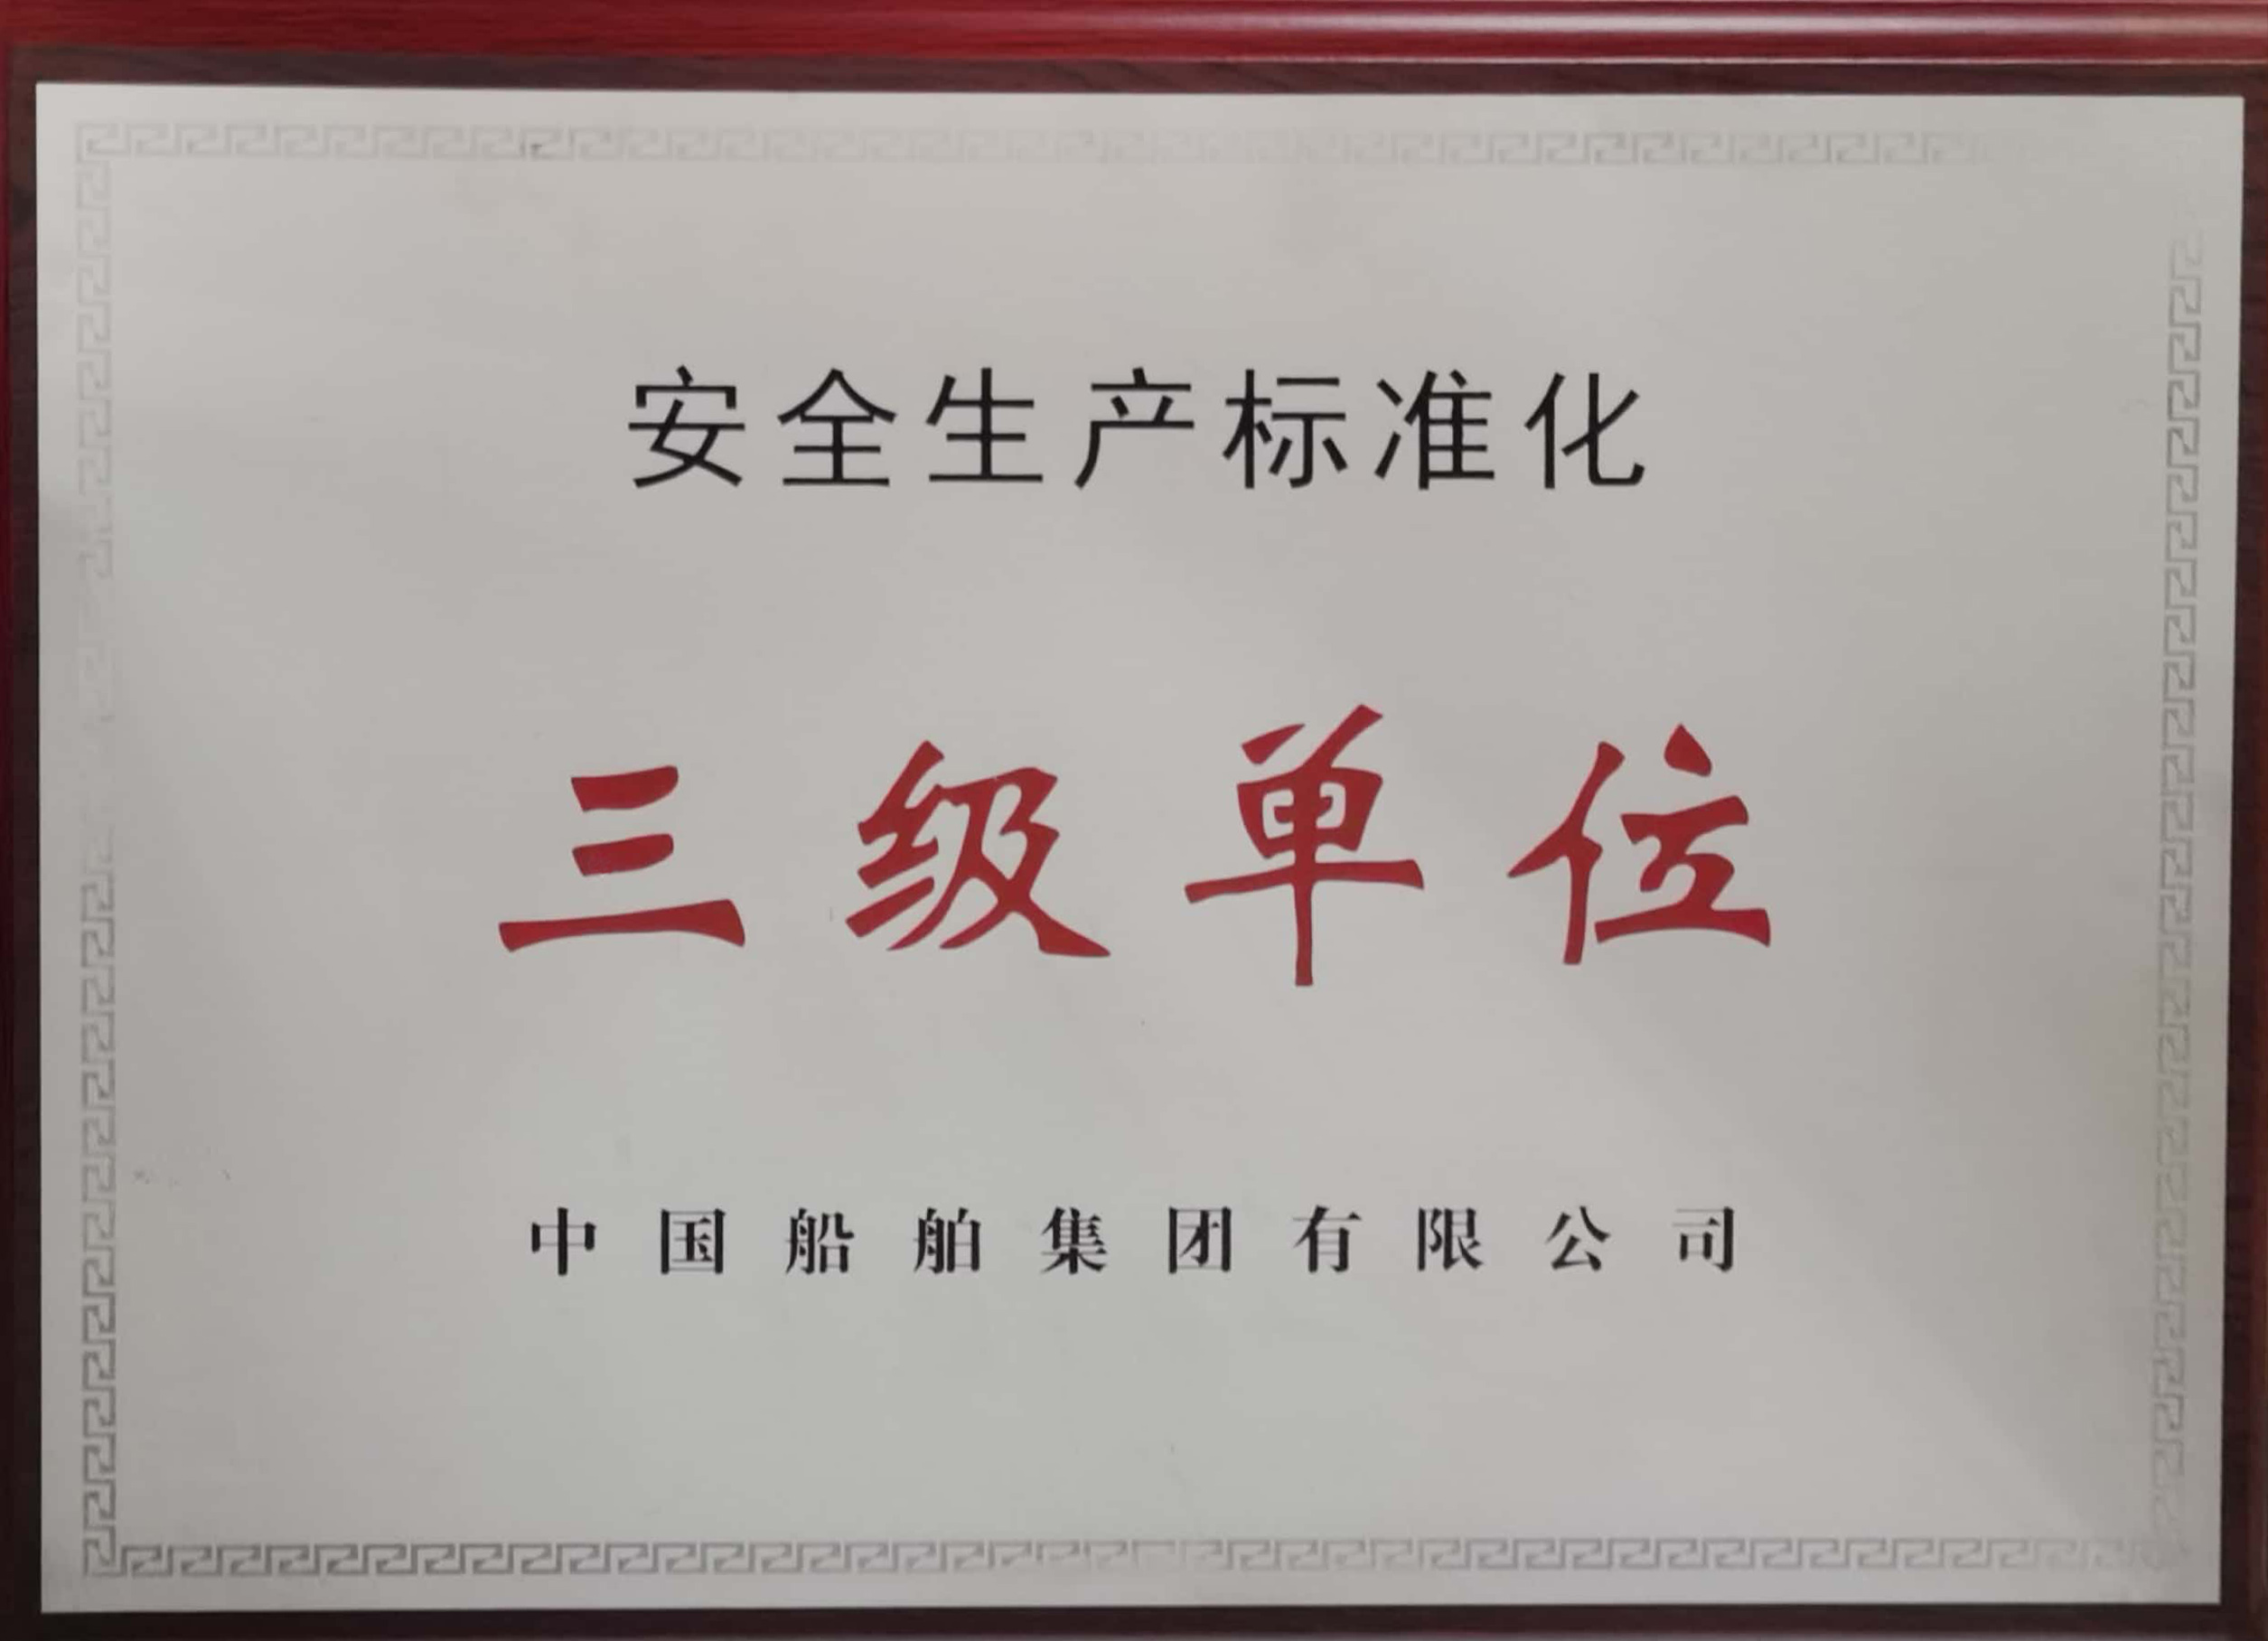 安全生产标准化
三级单位
中国船舶集团有限公司